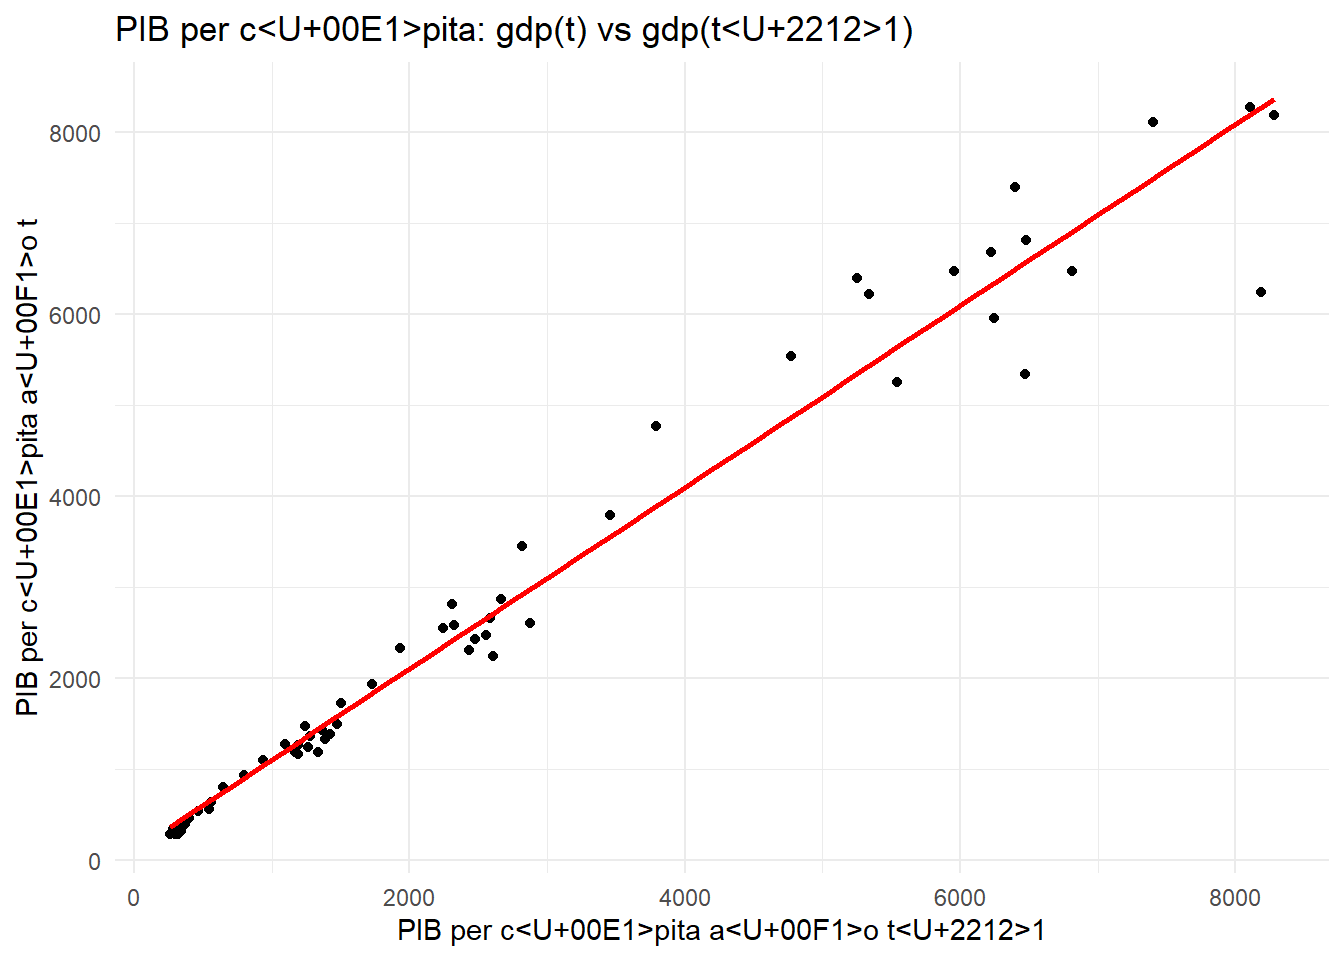 PIB per c<U+00E1>pita: gdp(t) vs gdp(t<U+2212>1)
PIB per c<U+00E1>pita a<U+00F1>o t
8000
6000
4000
2000
0
0 2000 4000 6000 8000
PIB per c<U+00E1>pita a<U+00F1>o t<U+2212>1